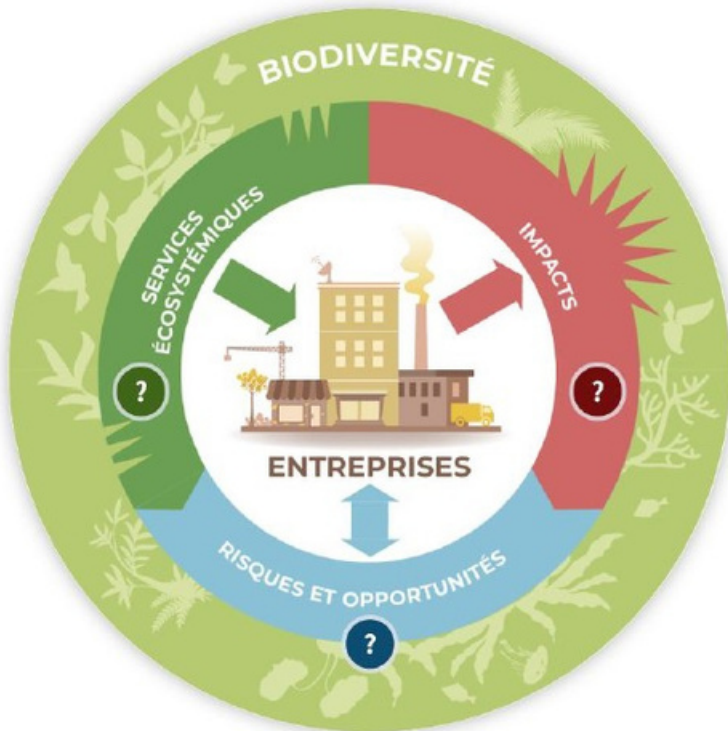 BIODIVERSITÉ
SERVICES
ÉCOSYSTÉMIQUES
IMPACTS
?
?
ENTREPRISES
RISQUES ET OPPORTUNITÉS
?